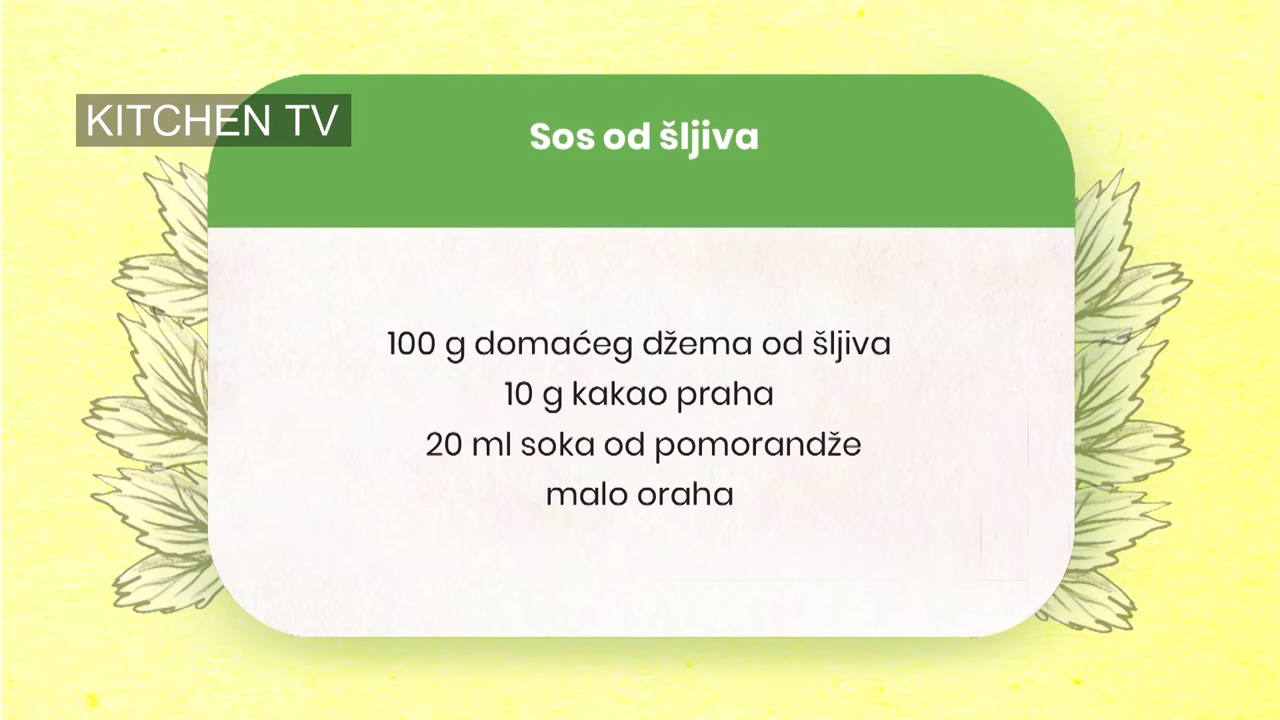 KITCHEN TV
Sos od šljiva
100 g domaćeg džema od šljiva
10 g kakao praha
20 ml soka od pomorandže
malo oraha